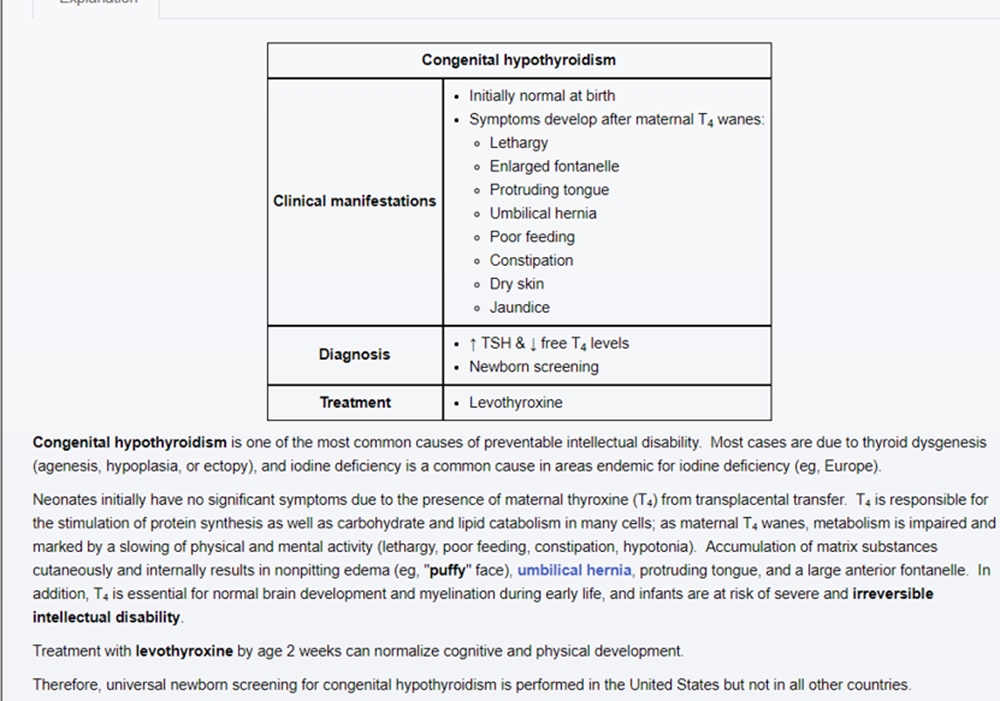 Explanation
Congenital hypothyroidism
Clinical manifestations
• Initially normal at birth
• Symptoms develop after maternal T₄ wanes:
∘ Lethargy
∘ Enlarged fontanelle
∘ Protruding tongue
∘ Umbilical hernia
∘ Poor feeding
∘ Constipation
∘ Dry skin
∘ Jaundice
Diagnosis
• ↑ TSH & ↓ free T₄ levels
• Newborn screening
Treatment
• Levothyroxine
Congenital hypothyroidism is one of the most common causes of preventable intellectual disability. Most cases are due to thyroid dysgenesis
(agenesis, hypoplasia, or ectopy), and iodine deficiency is a common cause in areas endemic for iodine deficiency (eg, Europe).
Neonates initially have no significant symptoms due to the presence of maternal thyroxine (T₄) from transplacental transfer. T₄ is responsible for
the stimulation of protein synthesis as well as carbohydrate and lipid catabolism in many cells; as maternal T₄ wanes, metabolism is impaired and
marked by a slowing of physical and mental activity (lethargy, poor feeding, constipation, hypotonia). Accumulation of matrix substances
cutaneously and internally results in nonpitting edema (eg, "puffy" face), umbilical hernia, protruding tongue, and a large anterior fontanelle. In
addition, T₄ is essential for normal brain development and myelination during early life, and infants are at risk of severe and irreversible
intellectual disability.
Treatment with levothyroxine by age 2 weeks can normalize cognitive and physical development.
Therefore, universal newborn screening for congenital hypothyroidism is performed in the United States but not in all other countries.